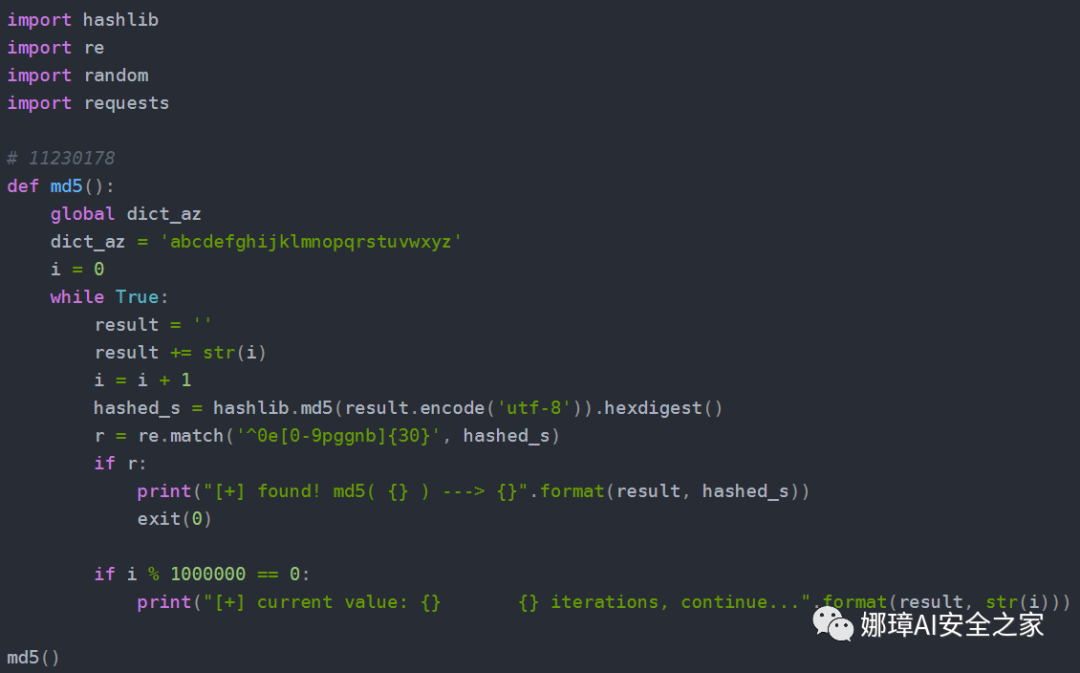 import hashlib
import re
import random
import requests
# 11230178
def md5():
    global dict_az
    dict_az = 'abcdefghijklmnopqrstuvwxyz'
    i = 0
    while True:
        result = ''
        result += str(i)
        i = i + 1
        hashed_s = hashlib.md5(result.encode('utf-8')).hexdigest()
        r = re.match('^0e[0-9pggnb]{30}', hashed_s)
        if r:
            print("[+] found! md5( {} ) ---> {}".format(result, hashed_s))
            exit(0)
        if i % 1000000 == 0:
            print("[+] current value: {}       {} iterations, continue...".format(result, str(i)))
娜璋AI安全之家
md5()